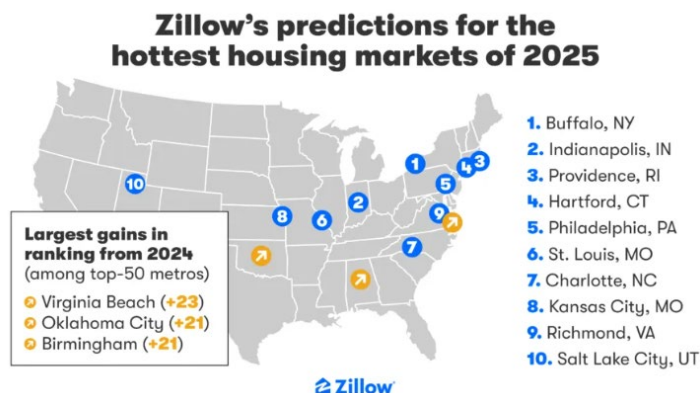 Zillow's predictions for the
hottest housing markets of 2025
1. Buffalo, NY
2. Indianapolis, IN
3. Providence, RI
4. Hartford, CT
5. Philadelphia, PA
6. St. Louis, MO
7. Charlotte, NC
8. Kansas City, MO
9. Richmond, VA
10. Salt Lake City, UT
1
3
4
5
10
2
8
6
9
7
Largest gains in
ranking from 2024
(among top-50 metros)
Virginia Beach (+23)
Oklahoma City (+21)
Birmingham (+21)
Zillow